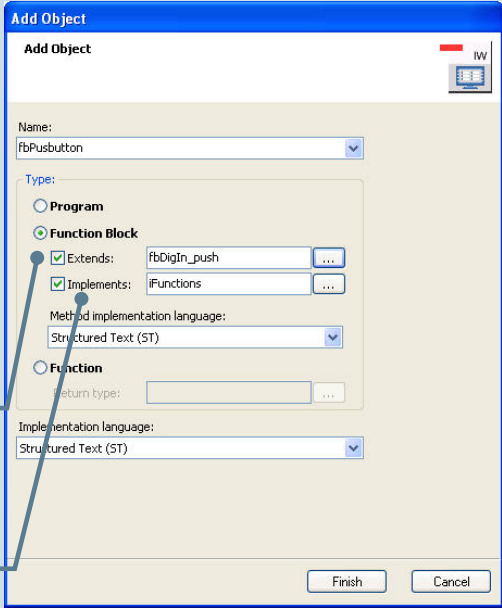 Add Object
Add Object
IW
Name:
fbPusbutton
Type:
Program
Function Block
Extends: fbDigIn_push ...
Implements: iFunctions ...
Method implementation language:
Structured Text (ST)
Function
Return type: ...
Implementation language:
Structured Text (ST)
Finish Cancel